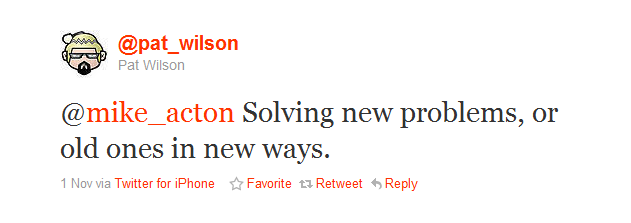 @pat_wilson
Pat Wilson
@mike_acton Solving new problems, or
old ones in new ways.
1 Nov via Twitter for iPhone Favorite Retweet Reply